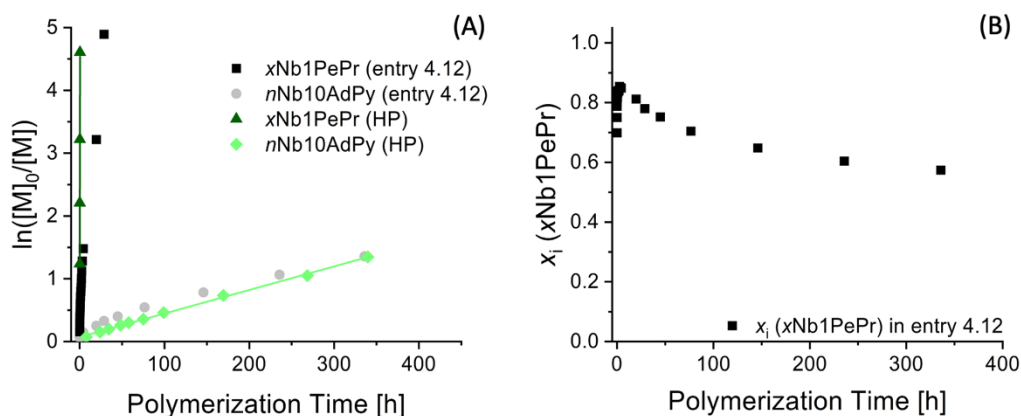 (A)
5
4
3
2
1
0
ln([M]₀/[M])
xNb1PePr (entry 4.12)
nNb10AdPy (entry 4.12)
xNb1PePr (HP)
nNb10AdPy (HP)
0 100 200 300 400
Polymerization Time [h]
(B)
1.0
0.8
0.6
0.4
0.2
0.0
xᵢ (xNb1PePr)
xᵢ (xNb1PePr) in entry 4.12
0 100 200 300 400
Polymerization Time [h]